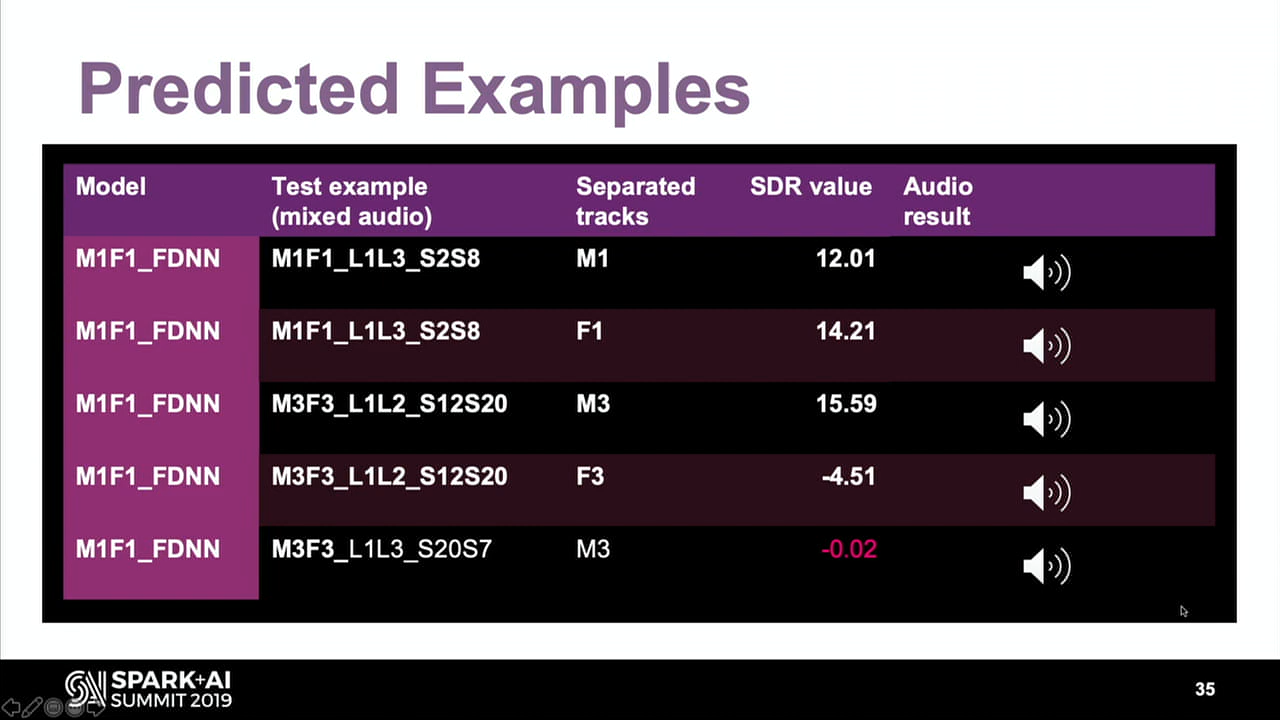 Predicted Examples
Model Test example (mixed audio) Separated tracks SDR value Audio result
M1F1_FDNN M1F1_L1L3_S2S8 M1 12.01
M1F1_FDNN M1F1_L1L3_S2S8 F1 14.21
M1F1_FDNN M3F3_L1L2_S12S20 M3 15.59
M1F1_FDNN M3F3_L1L2_S12S20 F3 -4.51
M1F1_FDNN M3F3_L1L3_S20S7 M3 -0.02
SPARK+AI
SUMMIT 2019
35